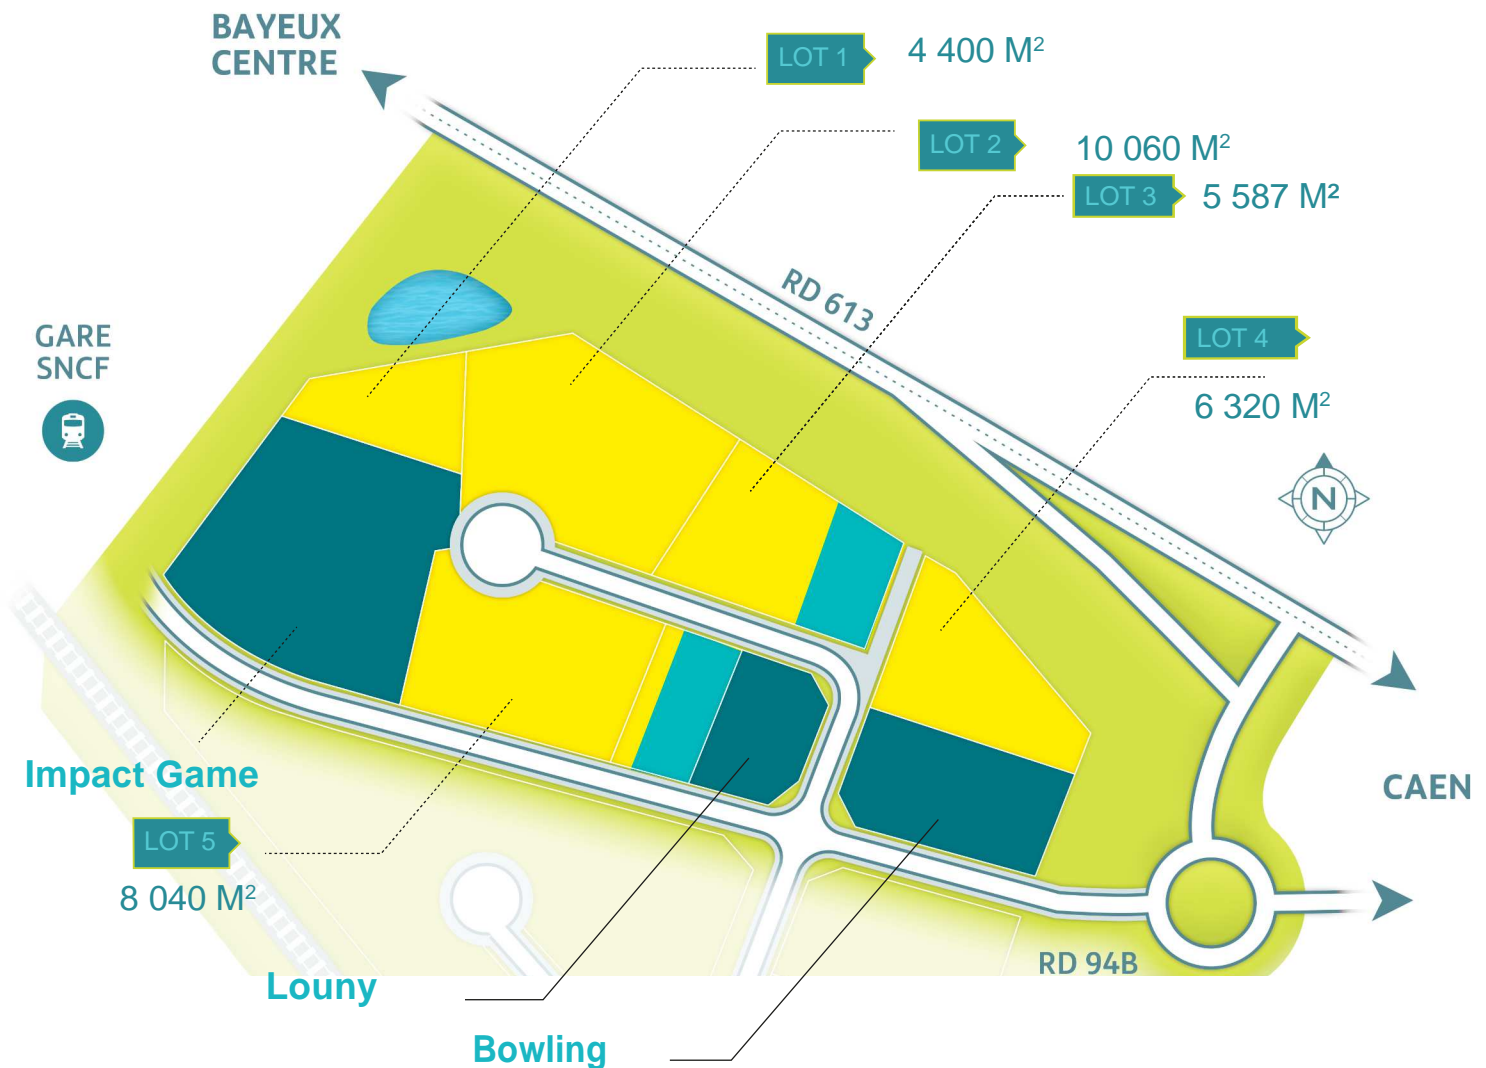 BAYEUX
CENTRE
LOT 1
4 400 M²
LOT 2
10 060 M²
LOT 3
5 587 M²
RD 613
GARE
SNCF
LOT 4
6 320 M²
N
Impact Game
CAEN
LOT 5
8 040 M²
RD 94B
Louny
Bowling